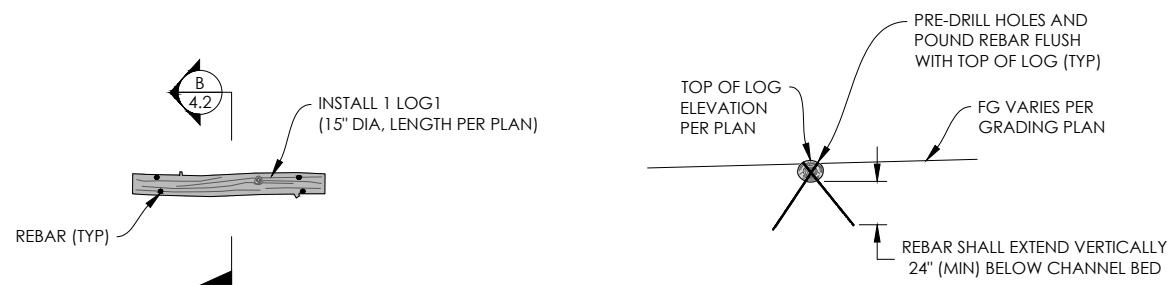 B
4.2
INSTALL 1 LOG1
(15" DIA, LENGTH PER PLAN)
REBAR (TYP)
PRE-DRILL HOLES AND
POUND REBAR FLUSH
WITH TOP OF LOG (TYP)
TOP OF LOG
ELEVATION
PER PLAN
FG VARIES PER
GRADING PLAN
REBAR SHALL EXTEND VERTICALLY
24" (MIN) BELOW CHANNEL BED